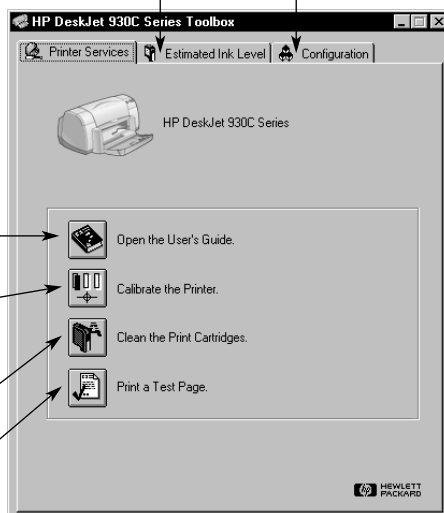 HP DeskJet 930C Series Toolbox
Printer Services Estimated Ink Level Configuration
HP DeskJet 930C Series
Open the User's Guide.
Calibrate the Printer.
Clean the Print Cartridges.
Print a Test Page.
hp HEWLETT
PACKARD